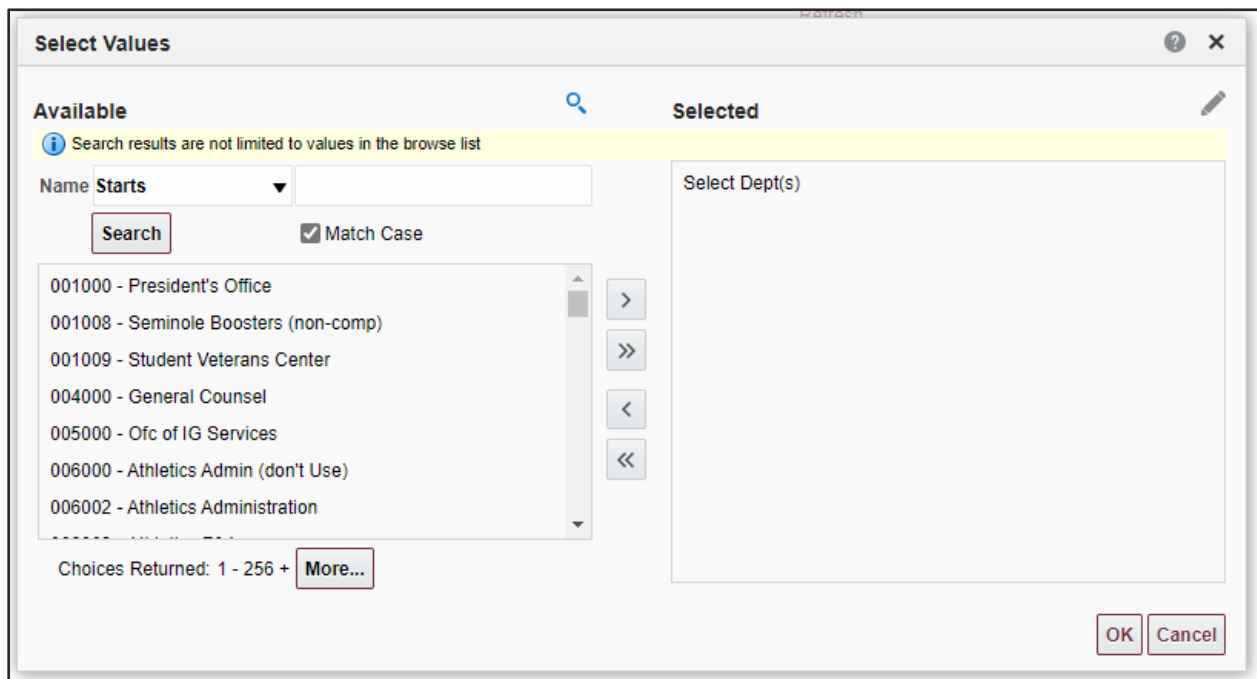 Refresh
Select Values
Available
Selected
Search results are not limited to values in the browse list
Name Starts
Select Dept(s)
Search
Match Case
001000 - President's Office
001008 - Seminole Boosters (non-comp)
001009 - Student Veterans Center
004000 - General Counsel
005000 - Ofc of IG Services
006000 - Athletics Admin (don't Use)
006002 - Athletics Administration
Choices Returned: 1 - 256 + More...
OK Cancel